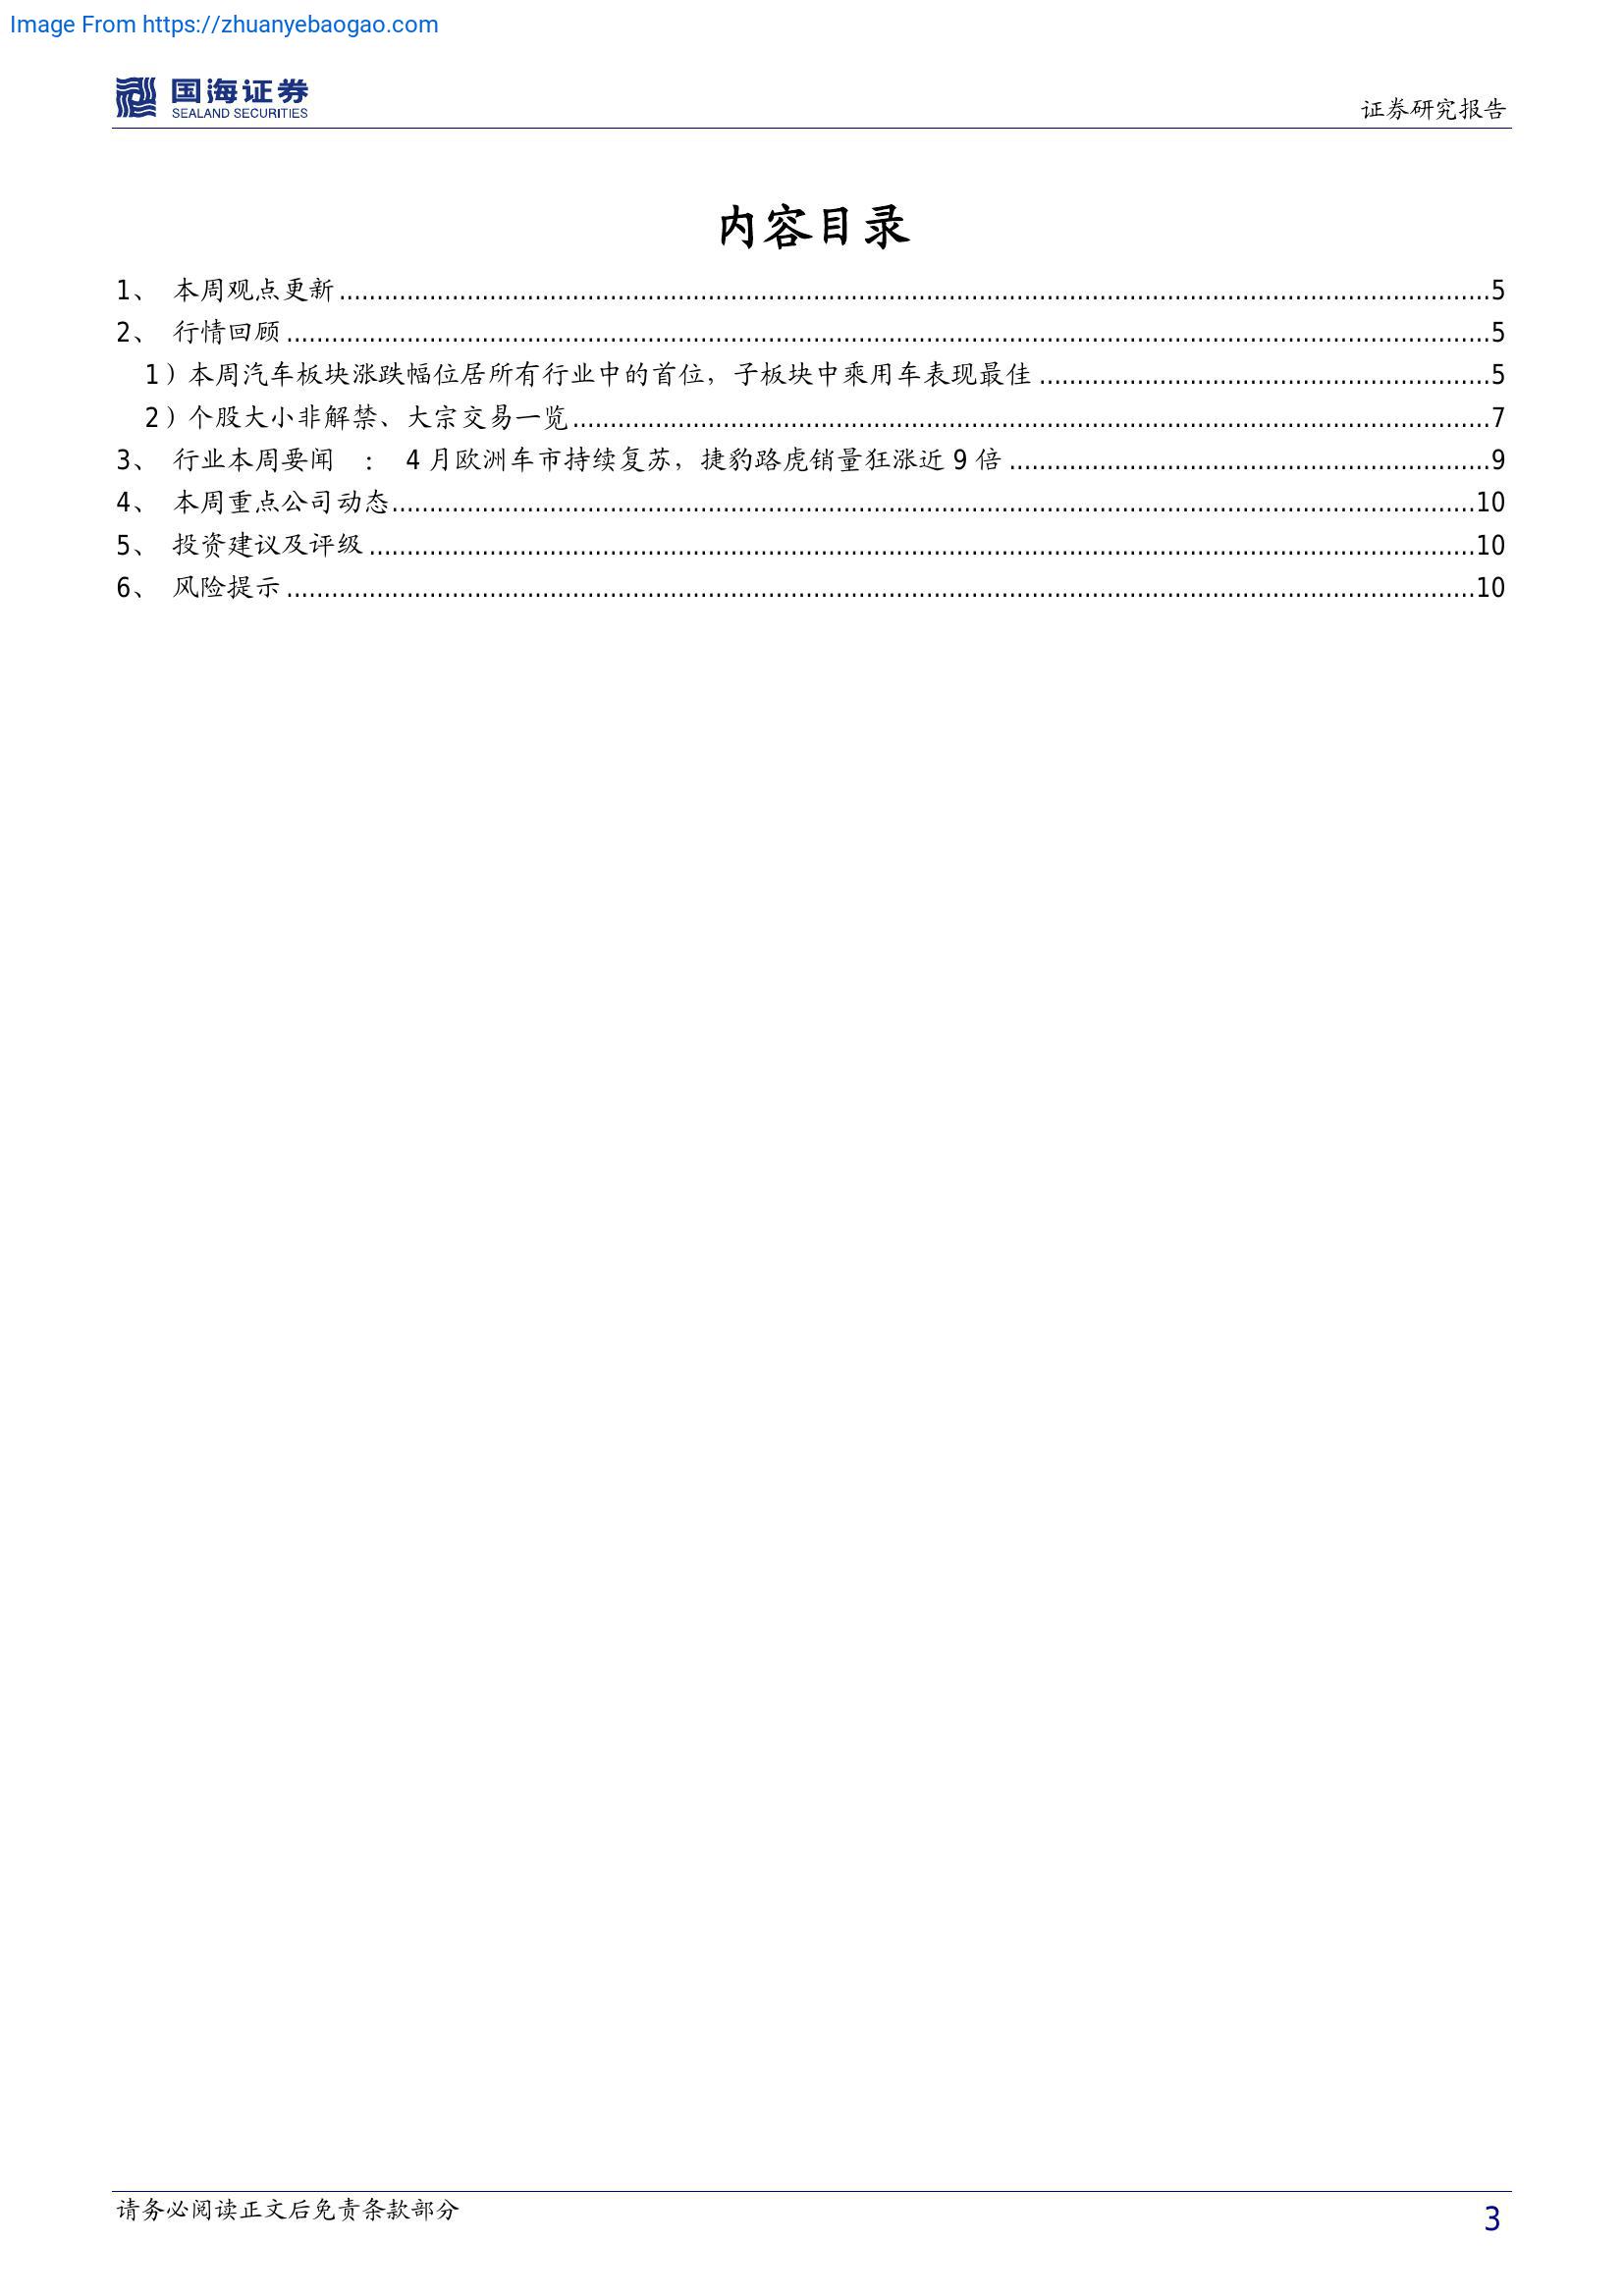 Image From https://zhuanyebaogao.com
国海证券
SEALAND SECURITIES
证券研究报告
内容目录
1、 本周观点更新........................................5
2、 行情回顾........................................5
1）本周汽车板块涨跌幅位居所有行业中的首位，子板块中乘用车表现最佳........................................5
2）个股大小非解禁、大宗交易一览........................................7
3、 行业本周要闻 ： 4 月欧洲车市持续复苏，捷豹路虎销量狂涨近 9 倍........................................9
4、 本周重点公司动态........................................10
5、 投资建议及评级........................................10
6、 风险提示........................................10
请务必阅读正文后免责条款部分
3